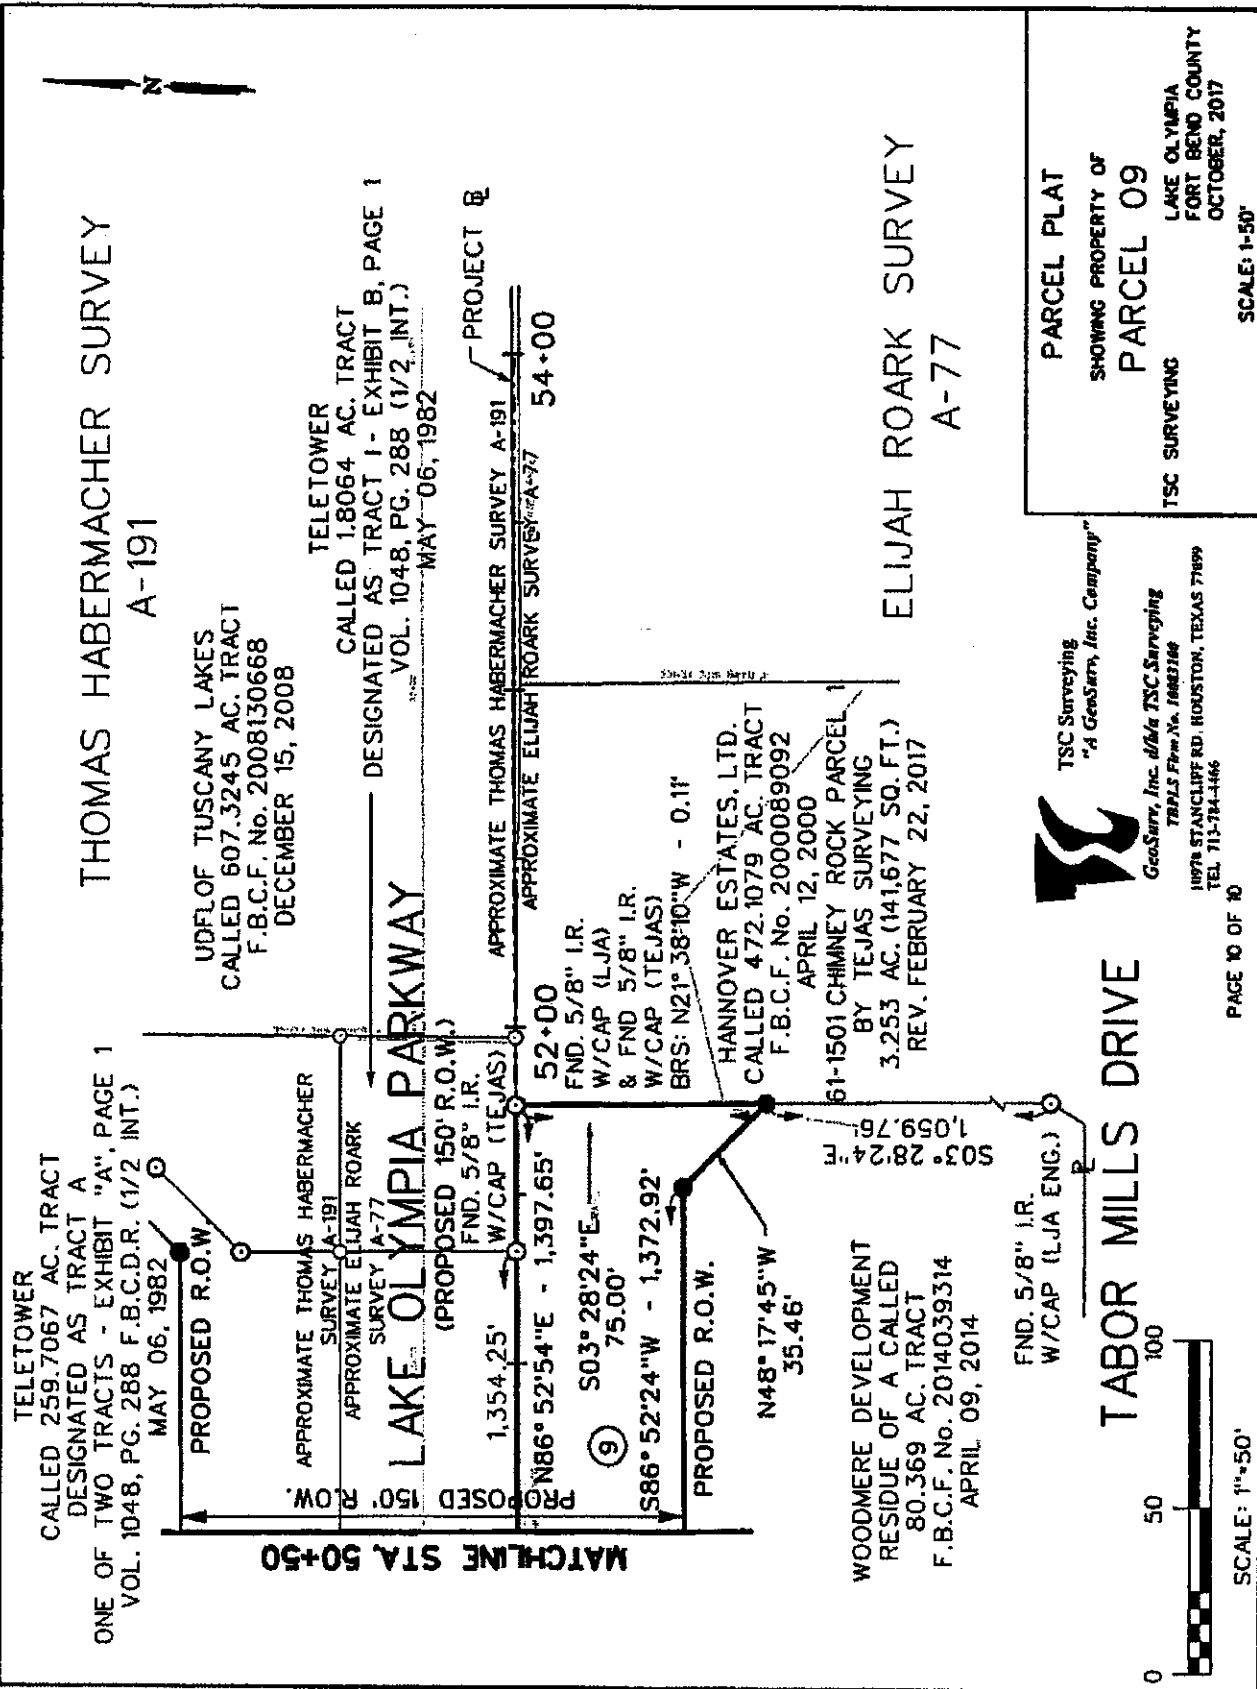 THOMAS HABERMACHER SURVEY
A-191
N
TELETOWER
CALLED 259.7067 AC. TRACT
DESIGNATED AS TRACT A
ONE OF TWO TRACTS - EXHIBIT "A", PAGE 1
VOL. 1048, PG. 288 F.B.C.D.R. (1/2 INT.)
MAY 06, 1982
UDFLOF TUSCANY LAKES
CALLED 607.3245 AC. TRACT
F.B.C.F. No. 2008130668
DECEMBER 15, 2008
TELETOWER
CALLED 1.8064 AC. TRACT
DESIGNATED AS TRACT I - EXHIBIT B, PAGE 1
VOL. 1048, PG. 288 (1/2 INT.)
MAY 06, 1982
PROPOSED R.O.W.
APPROXIMATE THOMAS HABERMACHER
SURVEY A-191
APPROXIMATE ELIJAH ROARK
SURVEY A-77
LAKE OLYMPIA PARKWAY
(PROPOSED 150' R.O.W.)
FND. 5/8" I.R.
W/CAP (TEJAS)
1,354.25'
PROJECT BL
APPROXIMATE THOMAS HABERMACHER SURVEY A-191
APPROXIMATE ELIJAH ROARK SURVEY A-77
52+00
54+00
MATCHLINE STA. 50+50
PROPOSED 150' R.O.W.
N86°52'54"E - 1,397.65'
9
S03°28'24"E
75.00'
S86°52'24"W - 1,372.92'
PROPOSED R.O.W.
N48°17'45"W
35.46'
FND. 5/8" I.R.
W/CAP (LJA)
& FND 5/8" I.R.
W/CAP (TEJAS)
BRS: N21°38'10"W - 0.11'
HANNOVER ESTATES, LTD.
CALLED 472.1079 AC. TRACT
F.B.C.F. No. 2000089092
APRIL 12, 2000
61-1501 CHIMNEY ROCK PARCEL 1
BY TEJAS SURVEYING
3.253 AC. (141,677 SQ. FT.)
REV. FEBRUARY 22, 2017
S03°28'24"E
1,059.76'
WOODMERE DEVELOPMENT
RESIDUE OF A CALLED
80.369 AC. TRACT
F.B.C.F. No. 2014039314
APRIL 09, 2014
FND. 5/8" I.R.
W/CAP (LJA ENG.)
PL
ELIJAH ROARK SURVEY
A-77
TABOR MILLS DRIVE
0 50 100
SCALE: 1"=50'
TSC Surveying
"A GeoSurv, Inc. Company"
GeoSurv, Inc. d/b/a TSC Surveying
TBPLS Firm No.
STANCLIFF RD. HOUSTON, TEXAS 77099
TEL. 713-784-4466
PAGE 10 OF 10
PARCEL PLAT
SHOWING PROPERTY OF
PARCEL 09
TSC SURVEYING
LAKE OLYMPIA
FORT BEND COUNTY
OCTOBER, 2017
SCALE: 1=50'